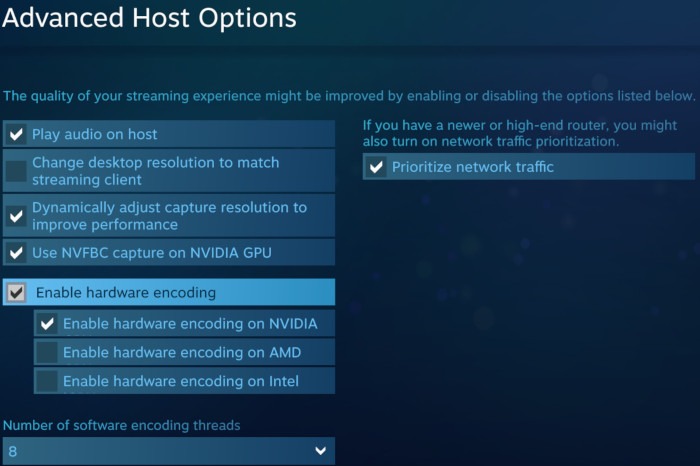 Advanced Host Options
The quality of your streaming experience might be improved by enabling or disabling the options listed below.
Play audio on host
Change desktop resolution to match
streaming client
Dynamically adjust capture resolution to
improve performance
Use NVFBC capture on NVIDIA GPU
Enable hardware encoding
Enable hardware encoding on NVIDIA
Enable hardware encoding on AMD
Enable hardware encoding on Intel
Number of software encoding threads
8
If you have a newer or high-end router, you might
also turn on network traffic prioritization.
Prioritize network traffic